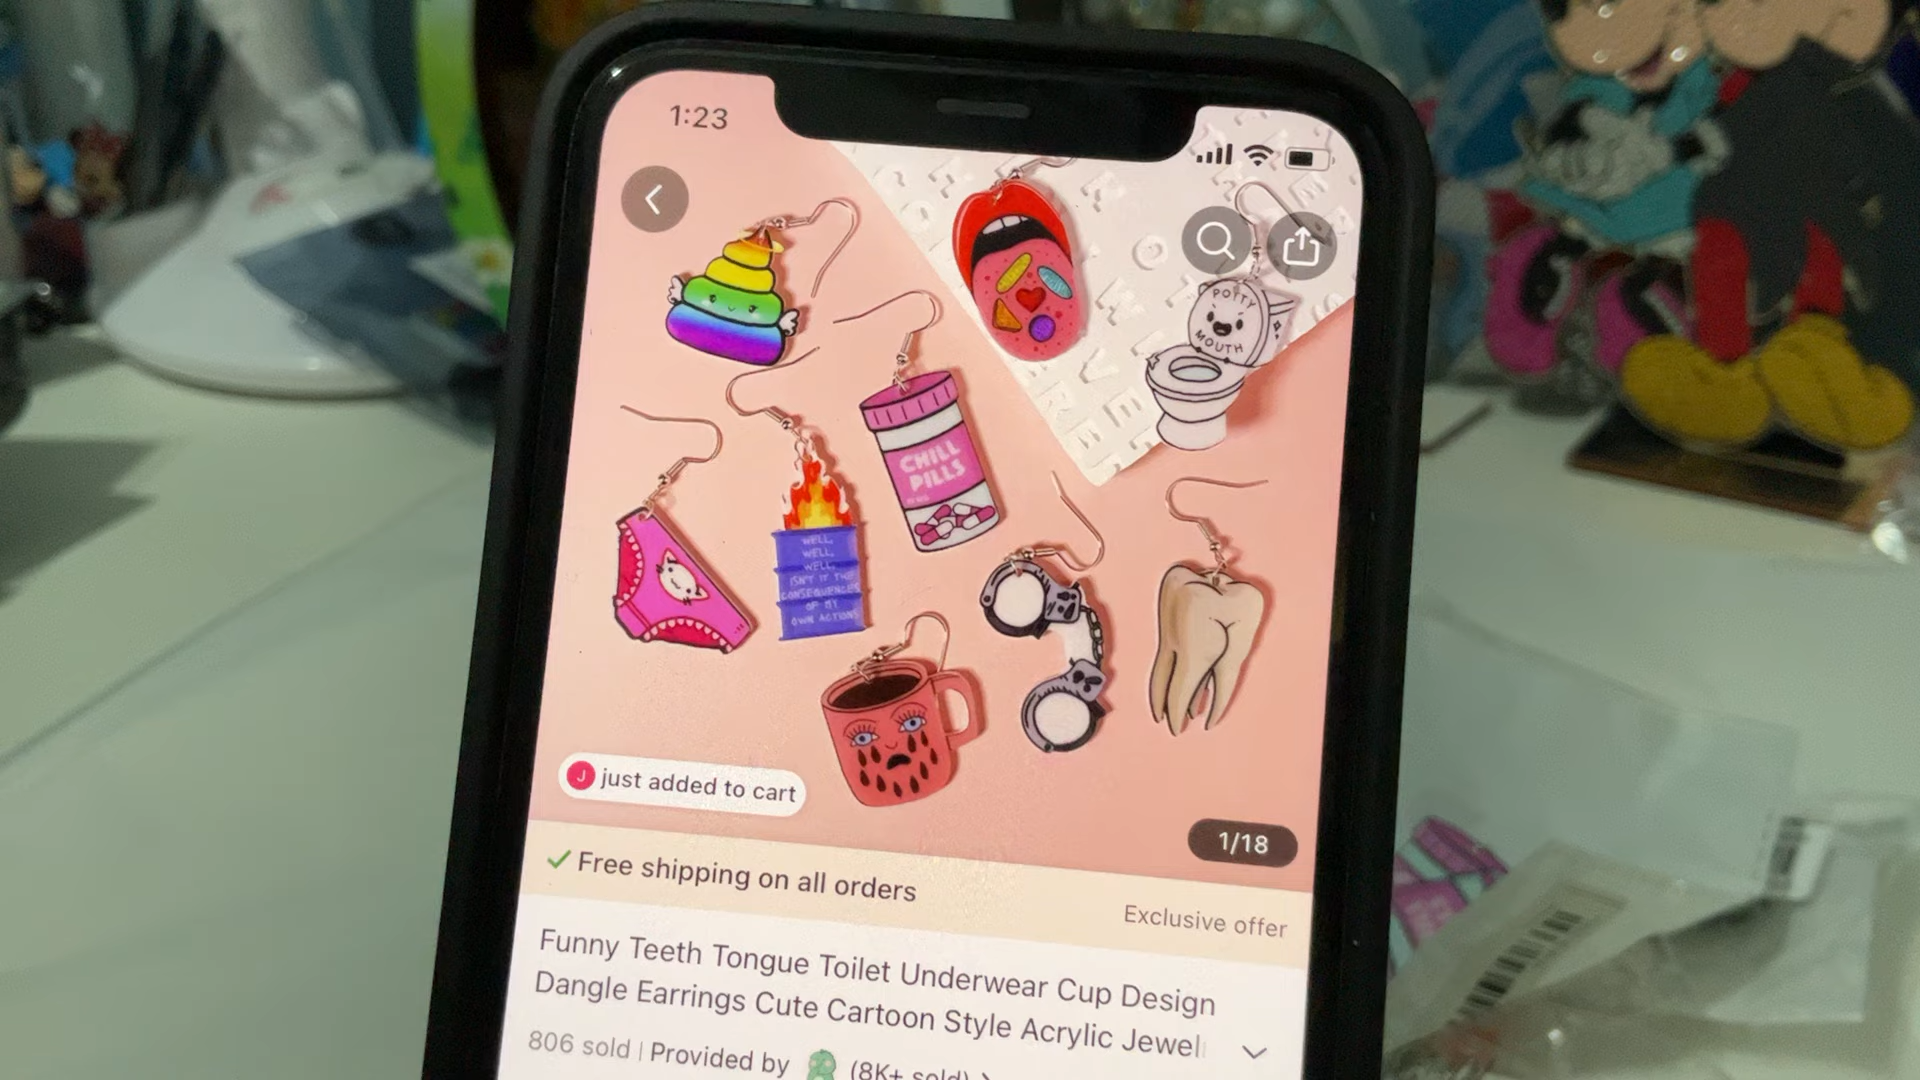 1:23
POTTY
MOUTH
CHILL
PILLS
WELL,
WELL,
WELL,
ISN'T IT THE
CONSEQUENCES
OF MY
OWN ACTIONS
J just added to cart
1/18
✓ Free shipping on all orders
Exclusive offer
Funny Teeth Tongue Toilet Underwear Cup Design
Dangle Earrings Cute Cartoon Style Acrylic Jewel
806 sold | Provided by (8K+ sold) >